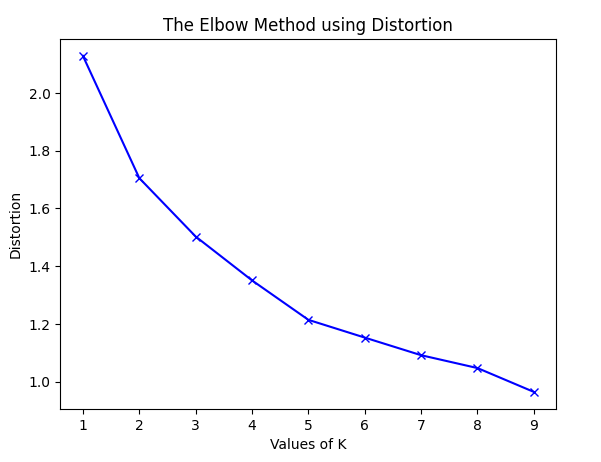 The Elbow Method using Distortion
2.0
1.8
1.6
1.4
1.2
1.0
Distortion
1 2 3 4 5 6 7 8 9
Values of K